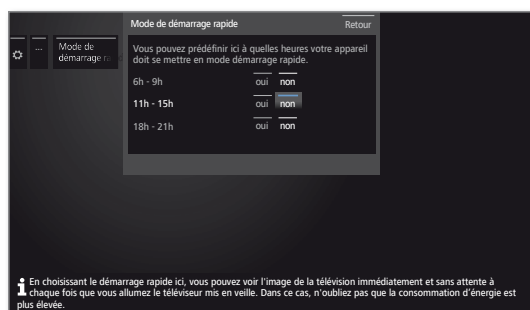 Mode de démarrage rapide Retour
... Mode de
démarrage ra
Vous pouvez prédéfinir ici à quelles heures votre appareil
doit se mettre en mode démarrage rapide.
6h - 9h oui non
11h - 15h oui non
18h - 21h oui non
En choisissant le démarrage rapide ici, vous pouvez voir l'image de la télévision immédiatement et sans attente à
chaque fois que vous allumez le téléviseur mis en veille. Dans ce cas, n'oubliez pas que la consommation d'énergie est
plus élevée.